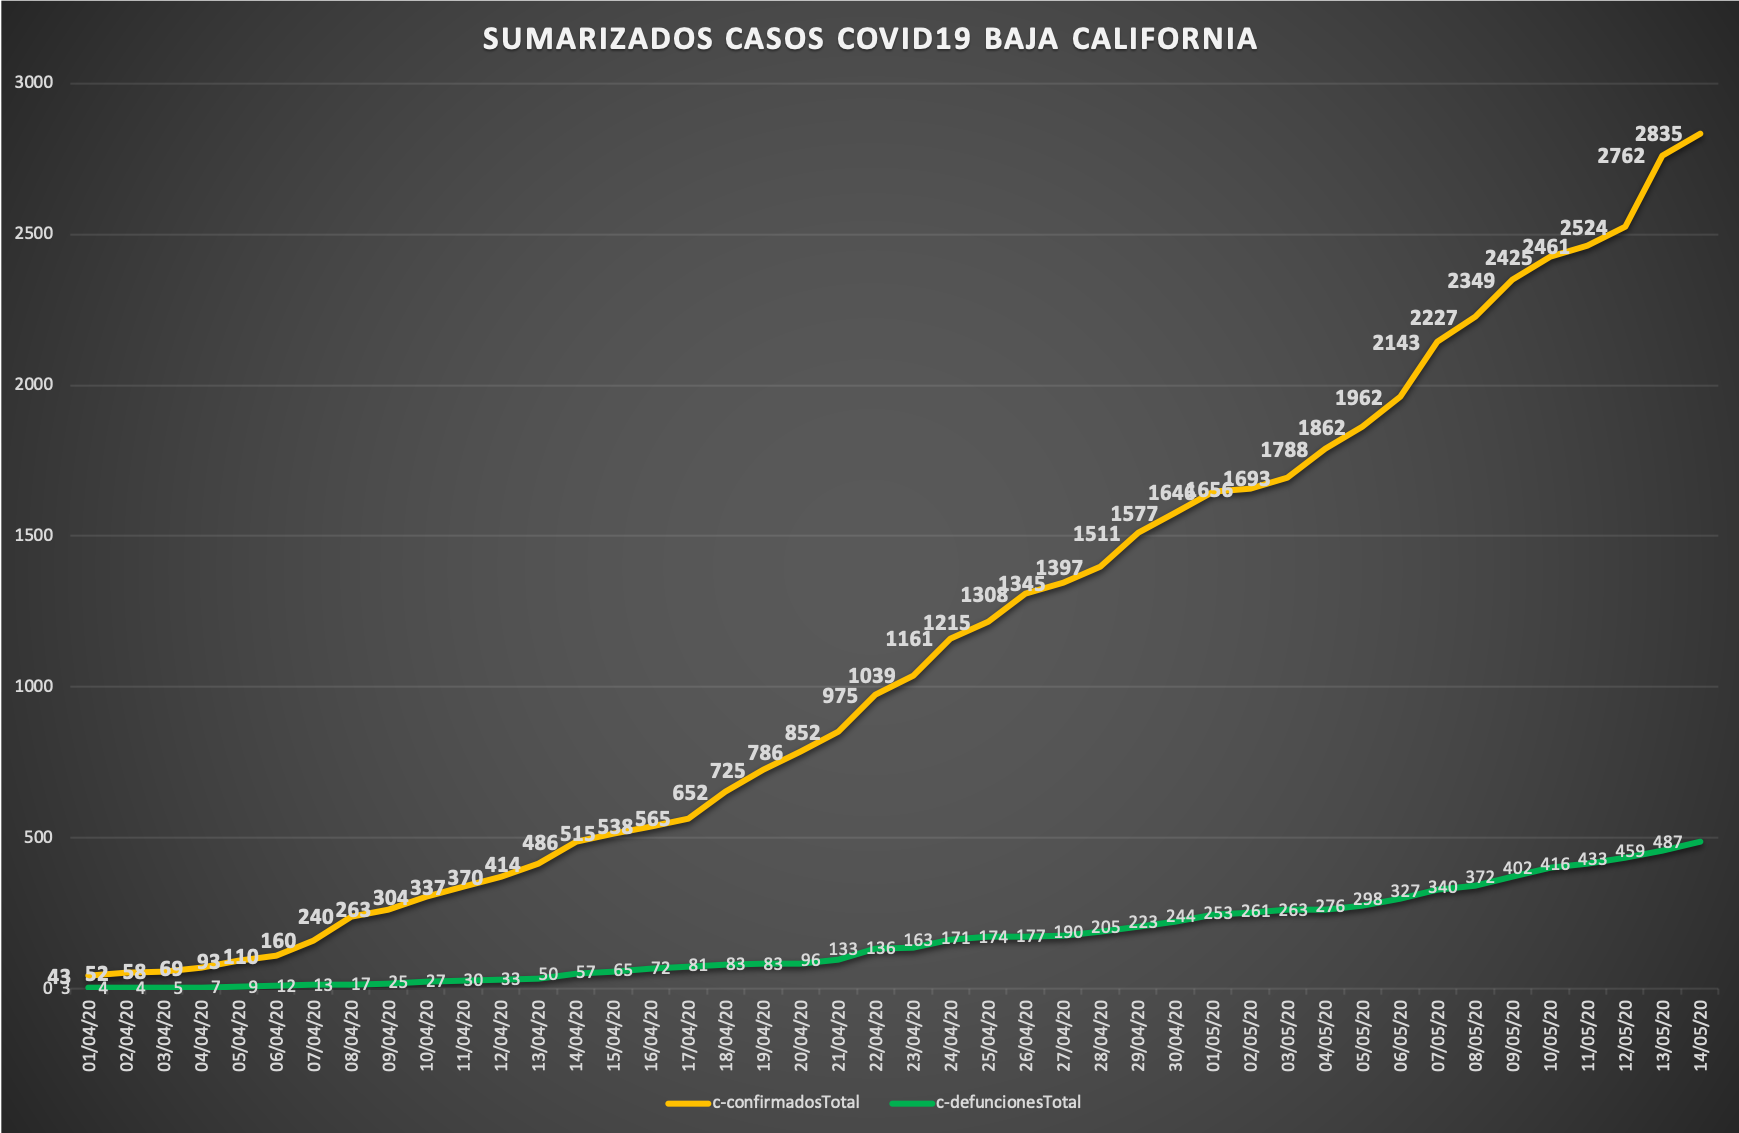 SUMARIZADOS CASOS COVID19 BAJA CALIFORNIA
3000
2500
2000
1500
1000
500
0
43 52 58 69 93 110 160 240 263 304 337 370 414 486 515 538 565 652 725 786 852 975 1039 1161 1215 1308 1345 1397 1511 1577 1646 1656 1693 1788 1862 1962 2143 2227 2349 2425 2461 2524 2762 2835
3 4 4 5 7 9 12 13 17 25 27 30 33 50 57 65 72 81 83 83 96 133 136 163 171 174 177 190 205 223 244 253 261 263 276 298 327 340 372 402 416 433 459 487
01/04/20 02/04/20 03/04/20 04/04/20 05/04/20 06/04/20 07/04/20 08/04/20 09/04/20 10/04/20 11/04/20 12/04/20 13/04/20 14/04/20 15/04/20 16/04/20 17/04/20 18/04/20 19/04/20 20/04/20 21/04/20 22/04/20 23/04/20 24/04/20 25/04/20 26/04/20 27/04/20 28/04/20 29/04/20 30/04/20 01/05/20 02/05/20 03/05/20 04/05/20 05/05/20 06/05/20 07/05/20 08/05/20 09/05/20 10/05/20 11/05/20 12/05/20 13/05/20 14/05/20
c-confirmadosTotal c-defuncionesTotal